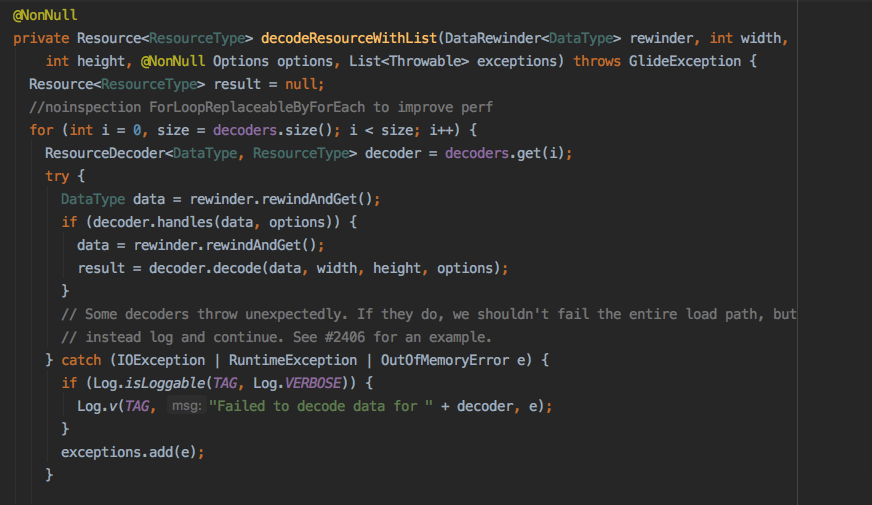 @NonNull
private Resource<ResourceType> decodeResourceWithList(DataRewinder<DataType> rewinder, int width,
    int height, @NonNull Options options, List<Throwable> exceptions) throws GlideException {
  Resource<ResourceType> result = null;
  //noinspection ForLoopReplaceableByForEach to improve perf
  for (int i = 0, size = decoders.size(); i < size; i++) {
    ResourceDecoder<DataType, ResourceType> decoder = decoders.get(i);
    try {
      DataType data = rewinder.rewindAndGet();
      if (decoder.handles(data, options)) {
        data = rewinder.rewindAndGet();
        result = decoder.decode(data, width, height, options);
      }
      // Some decoders throw unexpectedly. If they do, we shouldn't fail the entire load path, but
      // instead log and continue. See #2406 for an example.
    } catch (IOException | RuntimeException | OutOfMemoryError e) {
      if (Log.isLoggable(TAG, Log.VERBOSE)) {
        Log.v(TAG, msg: "Failed to decode data for " + decoder, e);
      }
      exceptions.add(e);
    }